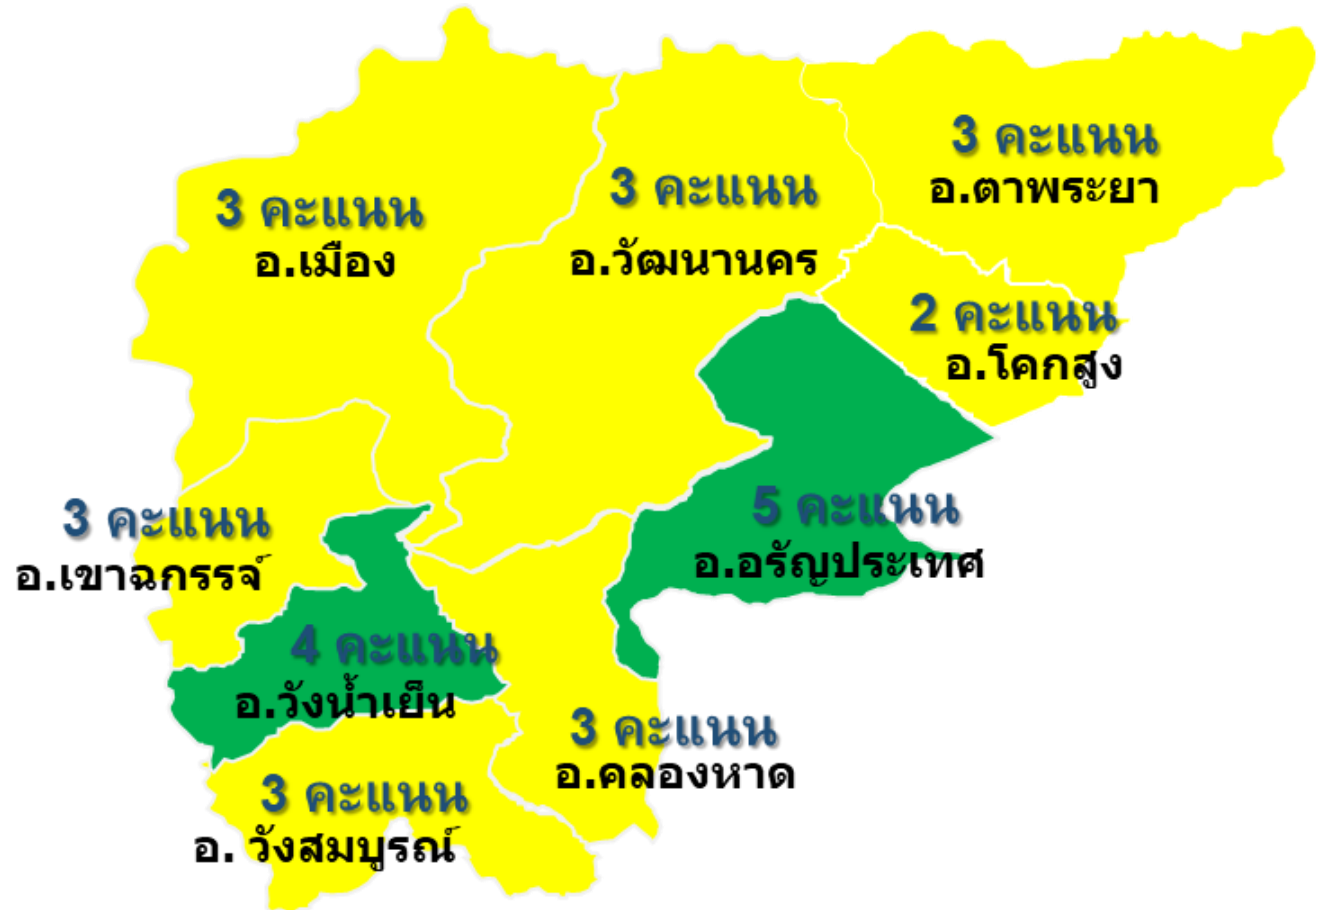 3 คะแนน
อ.ตาพระยา
3 คะแนน
อ.วัฒนานคร
3 คะแนน
อ.เมือง
2 คะแนน
อ.โคกสูง
5 คะแนน
อ.อรัญประเทศ
3 คะแนน
อ.เขาฉกรรจ์
4 คะแนน
อ.วังน้ำเย็น
3 คะแนน
อ.คลองหาด
3 คะแนน
อ. วังสมบูรณ์